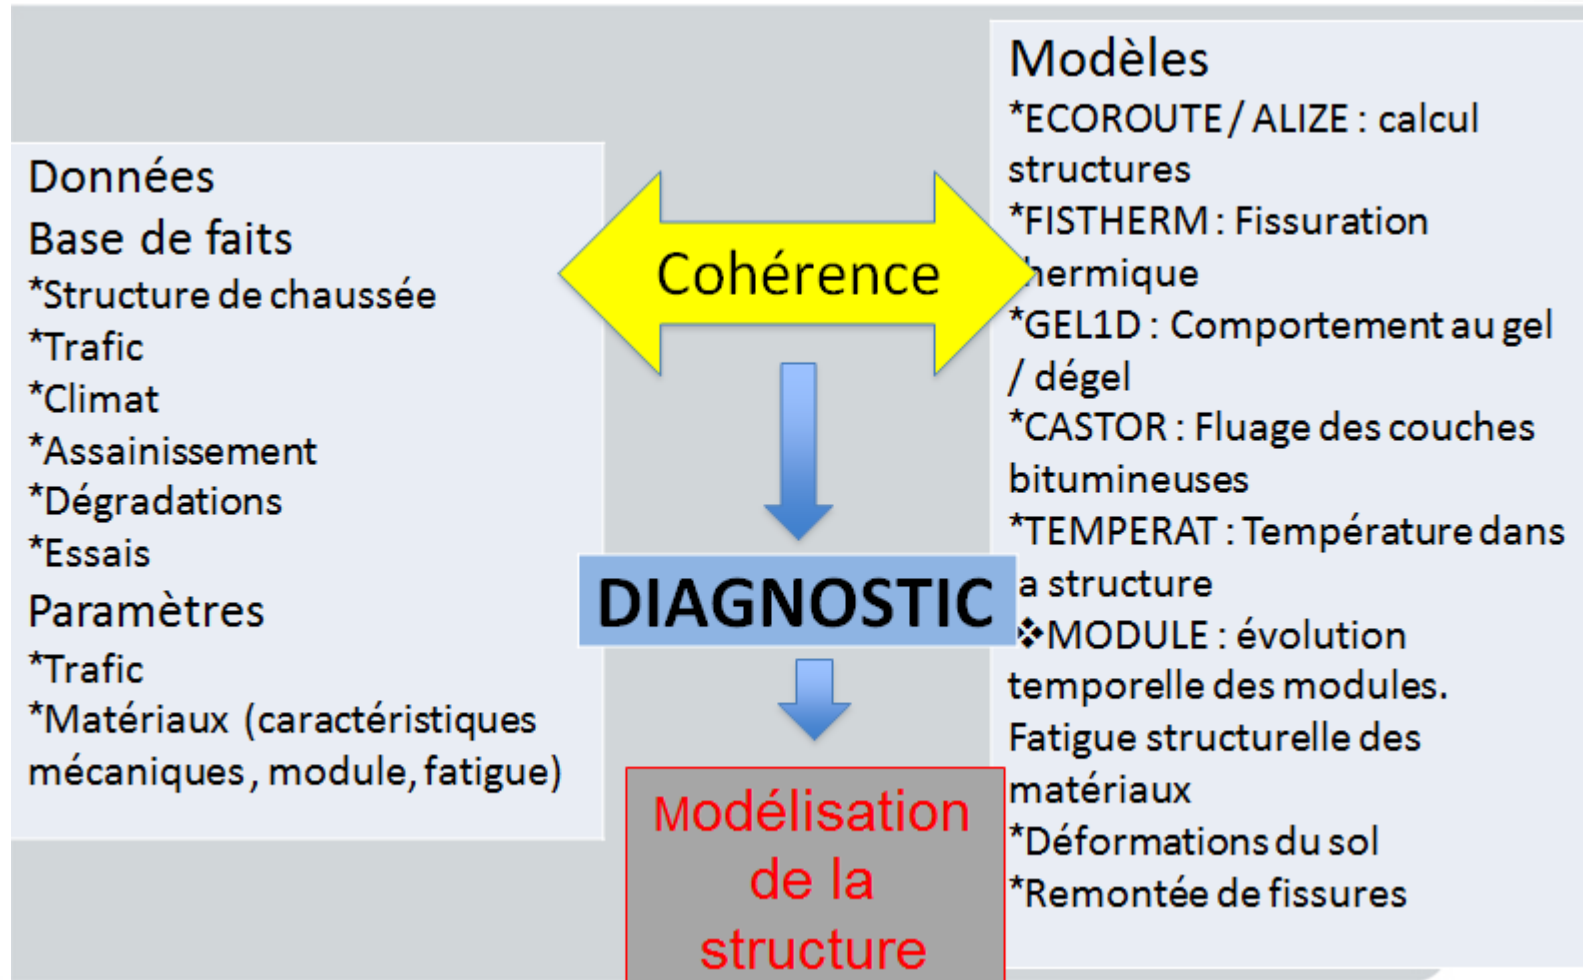 Données
Base de faits
*Structure de chaussée
*Trafic
*Climat
*Assainissement
*Dégradations
*Essais
Paramètres
*Trafic
*Matériaux (caractéristiques
mécaniques, module, fatigue)
Cohérence
DIAGNOSTIC
Modélisation
de la
structure
Modèles
*ECOROUTE / ALIZE : calcul
structures
*FISTHERM : Fissuration
hermique
*GEL1D : Comportement au gel
/ dégel
*CASTOR : Fluage des couches
bitumineuses
*TEMPERAT : Température dans
a structure
❖MODULE : évolution
temporelle des modules.
Fatigue structurelle des
matériaux
*Déformations du sol
*Remontée de fissures